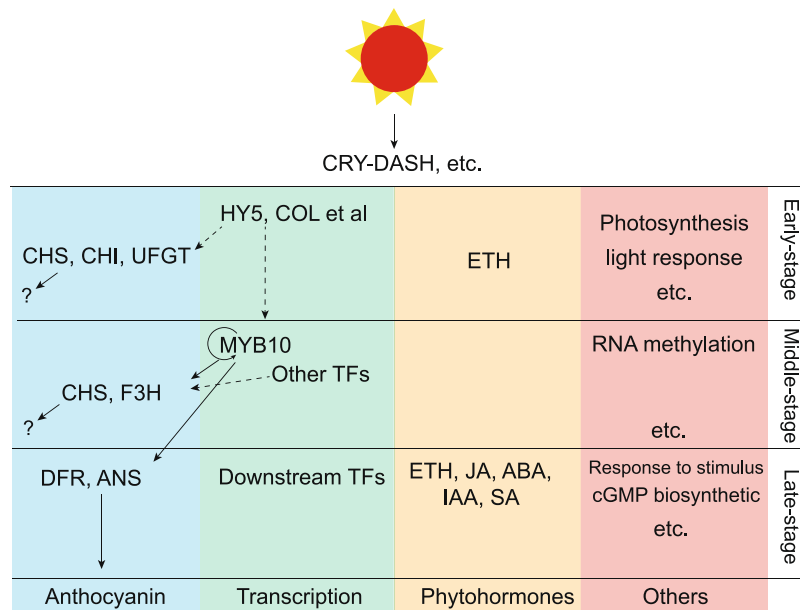 CRY-DASH, etc.
HY5, COL et al
CHS, CHI, UFGT
?
ETH
Photosynthesis
light response
etc.
Early-stage
MYB10
Other TFs
CHS, F3H
?
RNA methylation
etc.
Middle-stage
DFR, ANS
Downstream TFs
ETH, JA, ABA,
IAA, SA
Response to stimulus
cGMP biosynthetic
etc.
Late-stage
Anthocyanin
Transcription
Phytohormones
Others